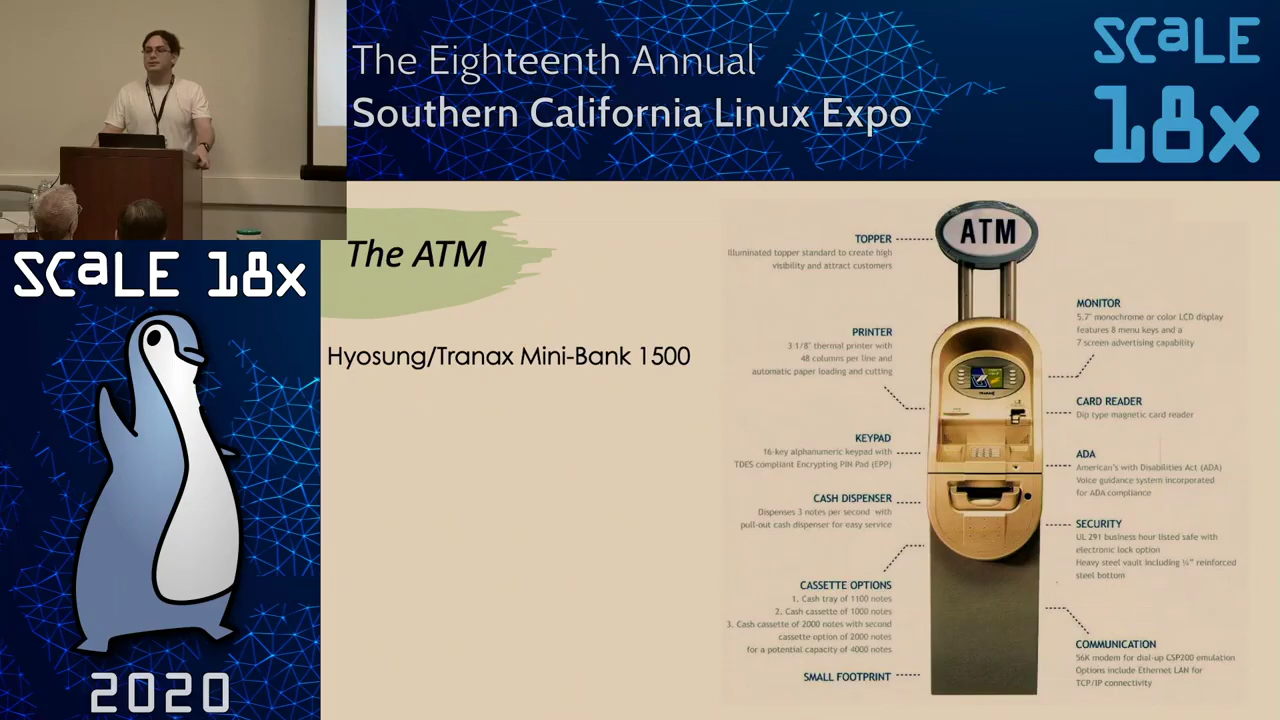 The Eighteenth Annual
Southern California Linux Expo
SCaLE
18x
SCaLE 18x
2020
The ATM
Hyosung/Tranax Mini-Bank 1500
ATM
TOPPER
Illuminated topper standard to create high
visibility and attract customers
PRINTER
3 1/8" thermal printer with
48 columns per line and
automatic paper loading and cutting
KEYPAD
16-key alphanumeric keypad with
TDES compliant Encrypting PIN Pad (EPP)
CASH DISPENSER
Dispenses 3 notes per second with
pull-out cash dispenser for easy service
CASSETTE OPTIONS
1. Cash tray of 1100 notes
2. Cash cassette of 1000 notes
3. Cash cassette of 2000 notes with second
cassette option of 2000 notes
for a potential capacity of 4000 notes
SMALL FOOTPRINT
MONITOR
5.7" monochrome or color LCD display
features 8 menu keys and a
7 screen advertising capability
CARD READER
Dip type magnetic card reader
ADA
American's with Disabilities Act (ADA)
Voice guidance system incorporated
for ADA compliance
SECURITY
UL 291 business hour listed safe with
electronic lock option
Heavy steel vault including ¼" reinforced
steel bottom
COMMUNICATION
56K modem for dial-up CSP200 emulation
Options include Ethernet LAN for
TCP/IP connectivity